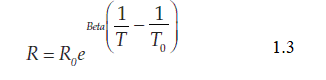 R = R₀e^{Beta(1/T − 1/T₀)} 1.3